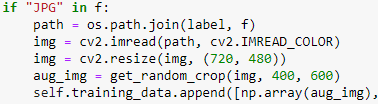 if "JPG" in f:
path = os.path.join(label, f)
img = cv2.imread(path, cv2.IMREAD_COLOR)
img = cv2.resize(img, (720, 480))
aug_img = get_random_crop(img, 400, 600)
self.training_data.append([np.array(aug_img),